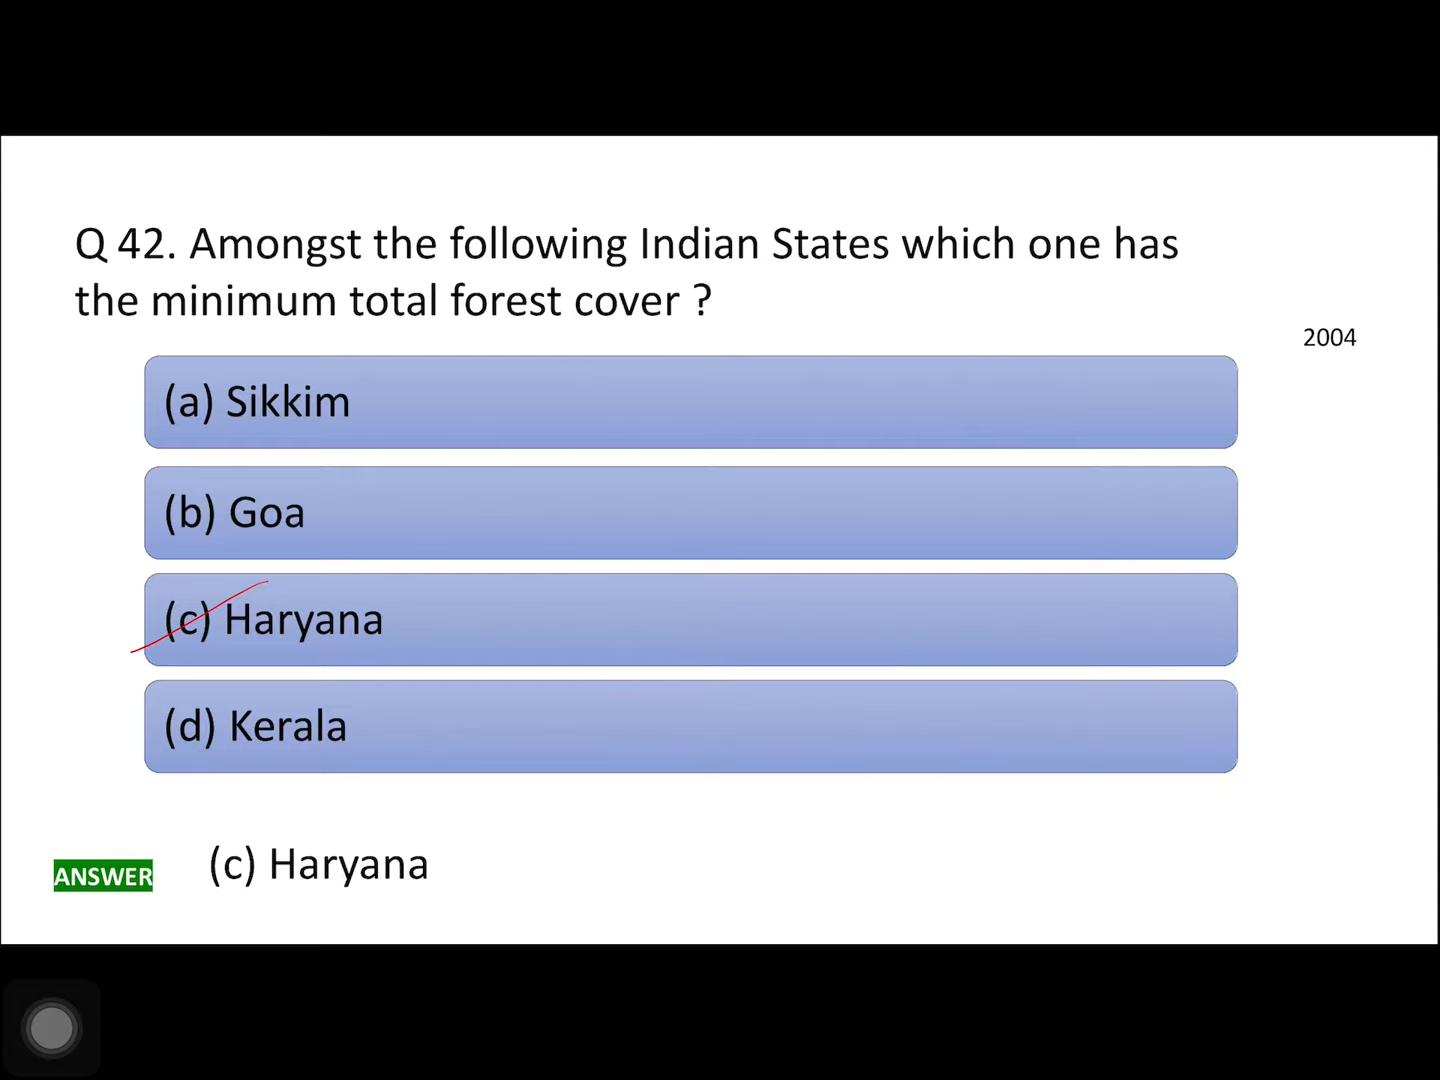 Q 42. Amongst the following Indian States which one has
the minimum total forest cover ?
2004
(a) Sikkim
(b) Goa
(c) Haryana
(d) Kerala
ANSWER
(c) Haryana